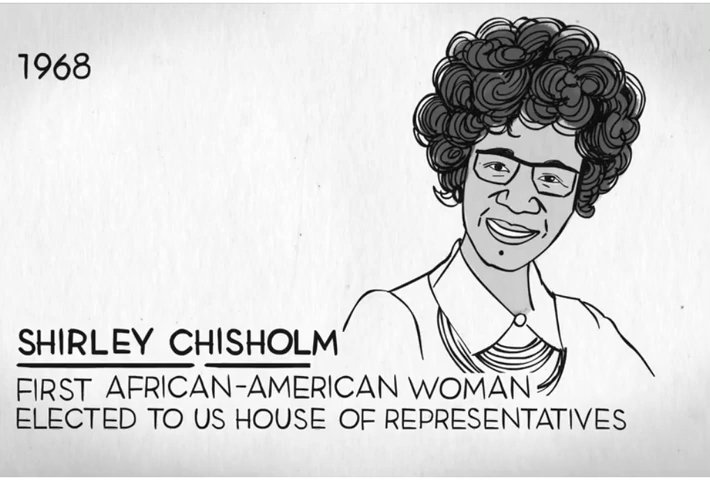 1968
SHIRLEY CHISHOLM
FIRST AFRICAN-AMERICAN WOMAN
ELECTED TO US HOUSE OF REPRESENTATIVES